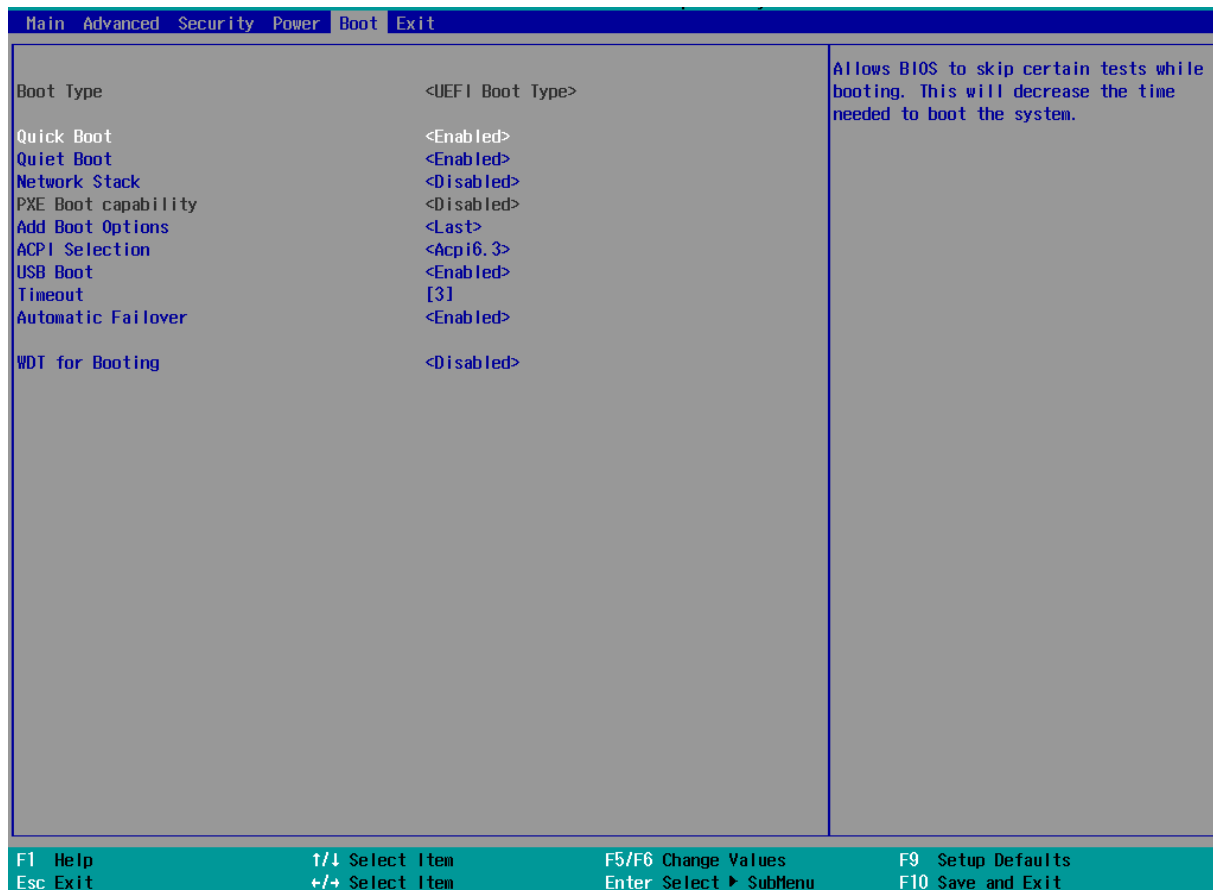 Main Advanced Security Power Boot Exit
Boot Type <UEFI Boot Type>
Quick Boot <Enabled>
Quiet Boot <Enabled>
Network Stack <Disabled>
PXE Boot capability <Disabled>
Add Boot Options <Last>
ACPI Selection <Acpi6.3>
USB Boot <Enabled>
Timeout [3]
Automatic Failover <Enabled>
WDT for Booting <Disabled>
Allows BIOS to skip certain tests while
booting. This will decrease the time
needed to boot the system.
F1 Help ↑/↓ Select Item F5/F6 Change Values F9 Setup Defaults
Esc Exit ←/→ Select Item Enter Select ▶ SubMenu F10 Save and Exit